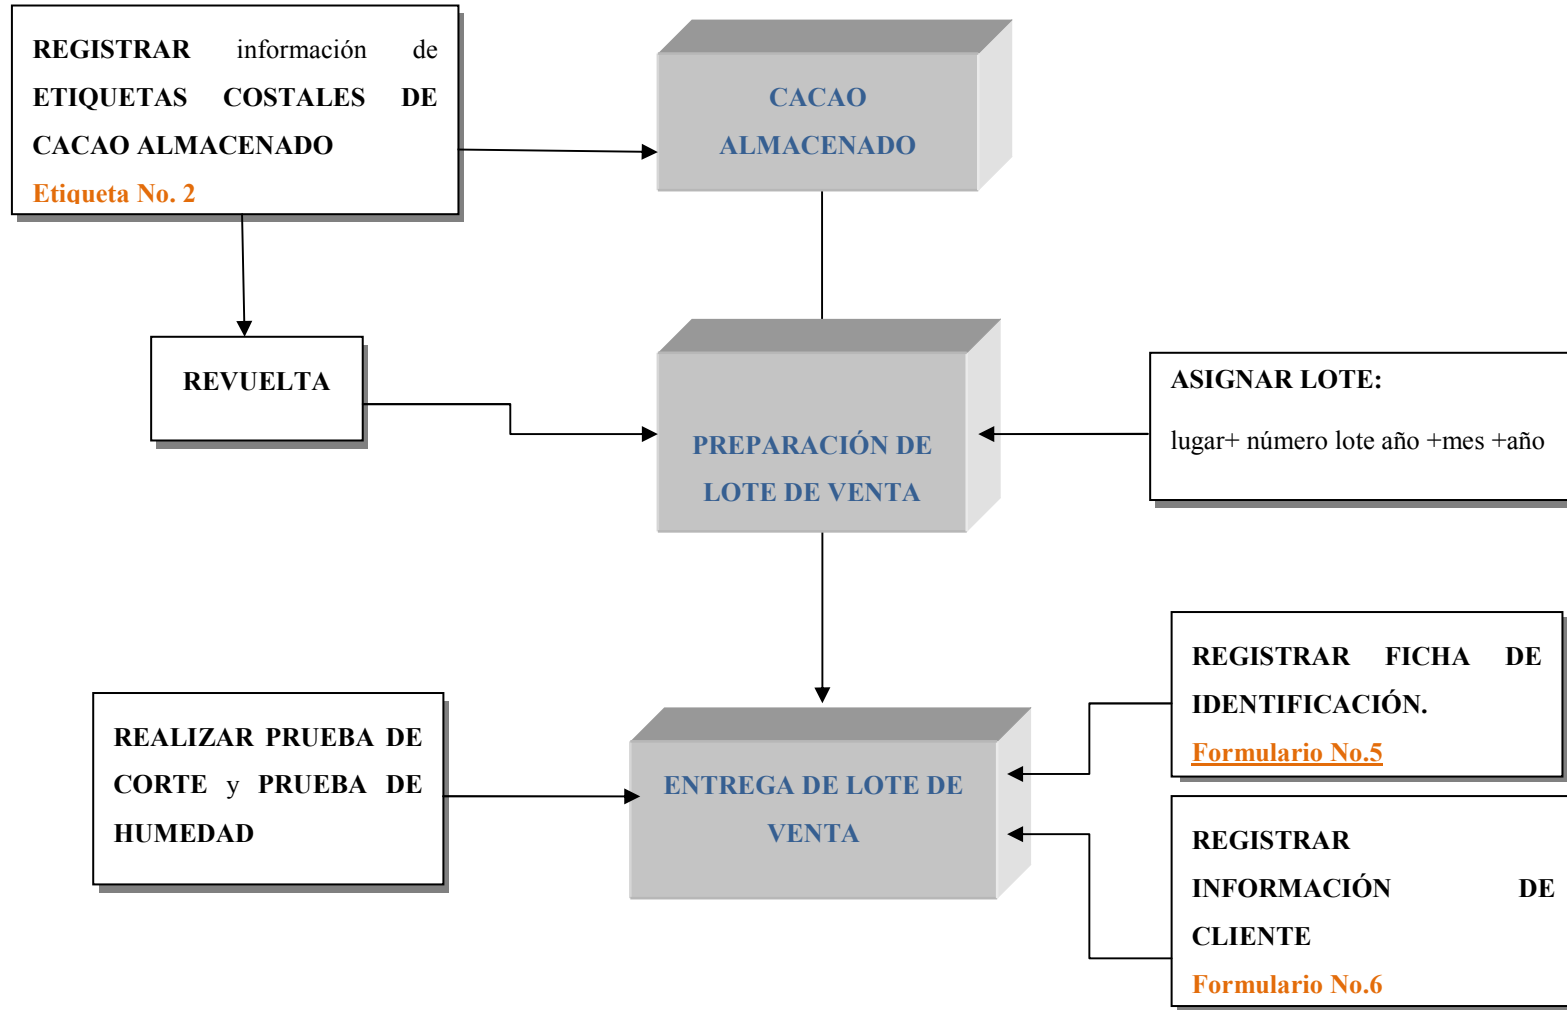 REGISTRAR información de
ETIQUETAS COSTALES DE
CACAO ALMACENADO
Etiqueta No. 2
CACAO
ALMACENADO
REVUELTA
PREPARACIÓN DE
LOTE DE VENTA
ASIGNAR LOTE:
lugar+ número lote año +mes +año
REALIZAR PRUEBA DE
CORTE y PRUEBA DE
HUMEDAD
ENTREGA DE LOTE DE
VENTA
REGISTRAR FICHA DE
IDENTIFICACIÓN.
Formulario No.5
REGISTRAR
INFORMACIÓN DE
CLIENTE
Formulario No.6